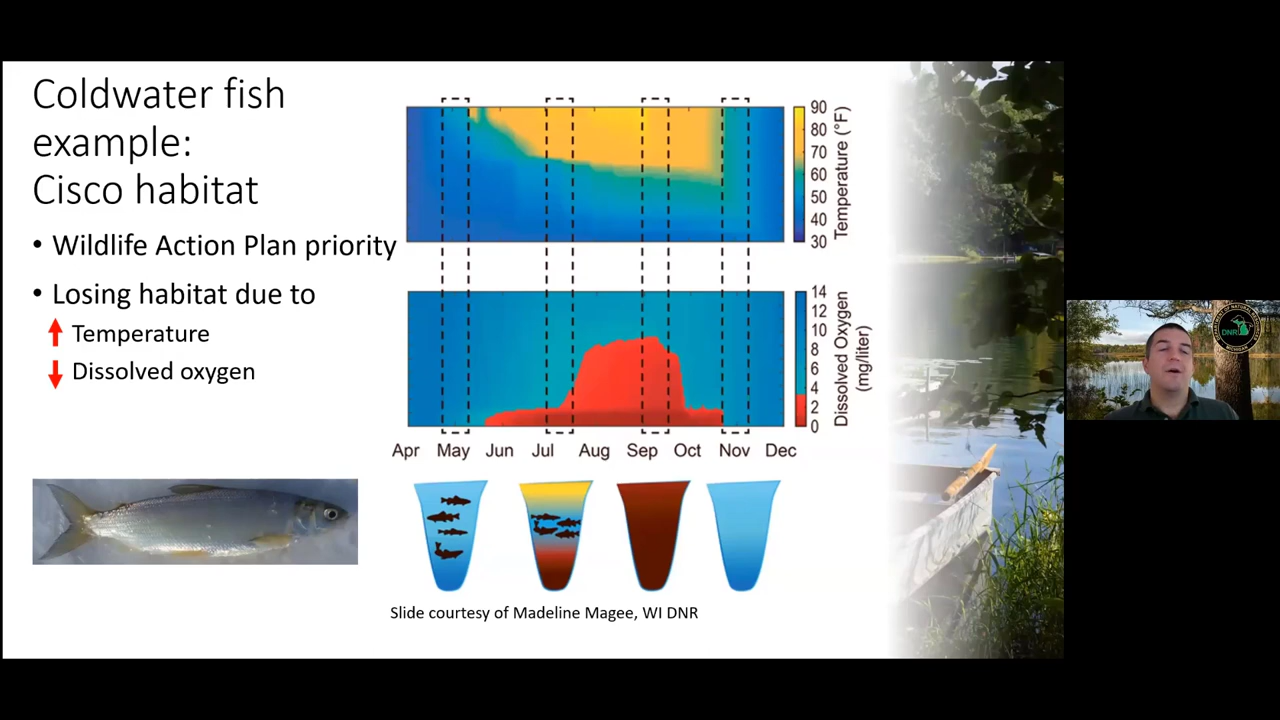 Coldwater fish
example:
Cisco habitat
• Wildlife Action Plan priority
• Losing habitat due to
Temperature
Dissolved oxygen
90
80
70
60
50
40
30
Temperature (°F)
14
12
10
8
6
4
2
0
Dissolved Oxygen
(mg/liter)
Apr May Jun Jul Aug Sep Oct Nov Dec
Slide courtesy of Madeline Magee, WI DNR
DNR